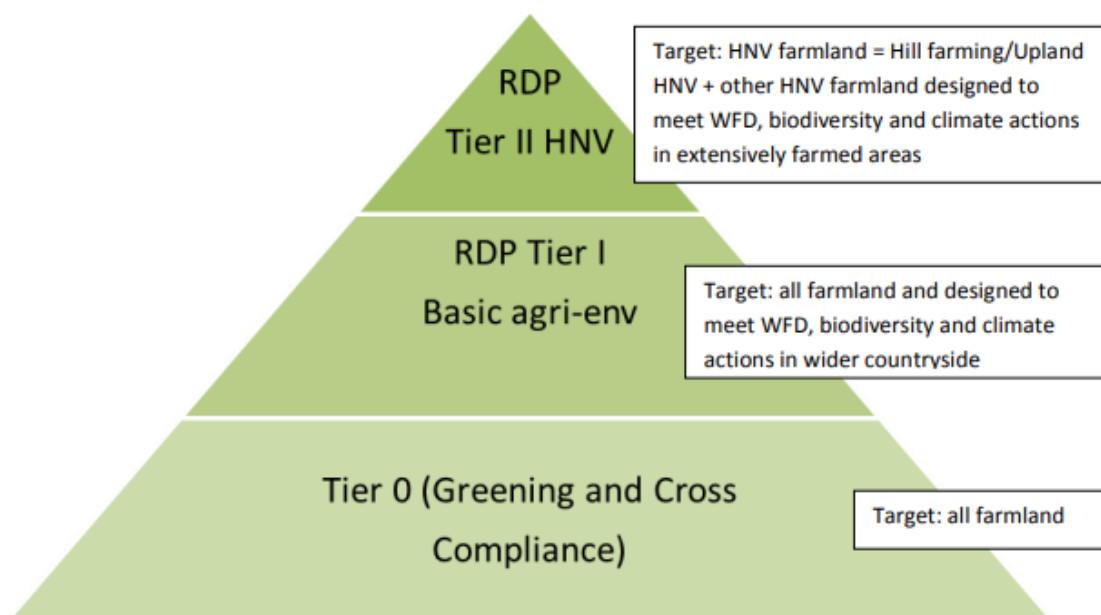 RDP
Tier II HNV
Target: HNV farmland = Hill farming/Upland
HNV + other HNV farmland designed to
meet WFD, biodiversity and climate actions
in extensively farmed areas
RDP Tier I
Basic agri-env
Target: all farmland and designed to
meet WFD, biodiversity and climate
actions in wider countryside
Tier 0 (Greening and Cross
Compliance)
Target: all farmland